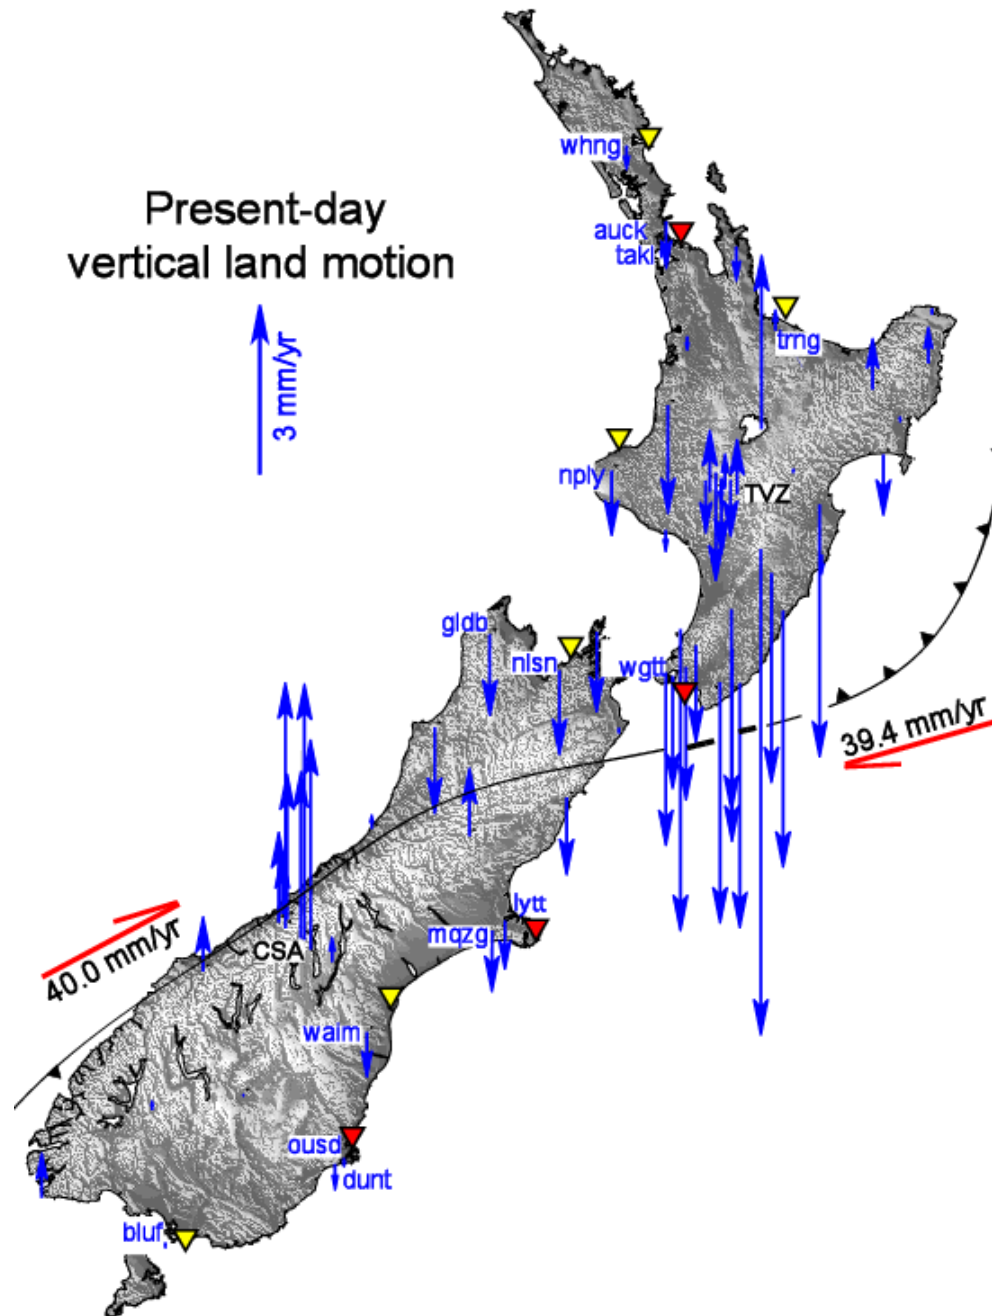 Present-day
vertical land motion
3 mm/yr
whng
auck
takl
trng
nply
TVZ
gldb
nlsn
wgtt
39.4 mm/yr
lytt
mqzg
40.0 mm/yr
CSA
waim
ousd
dunt
bluf